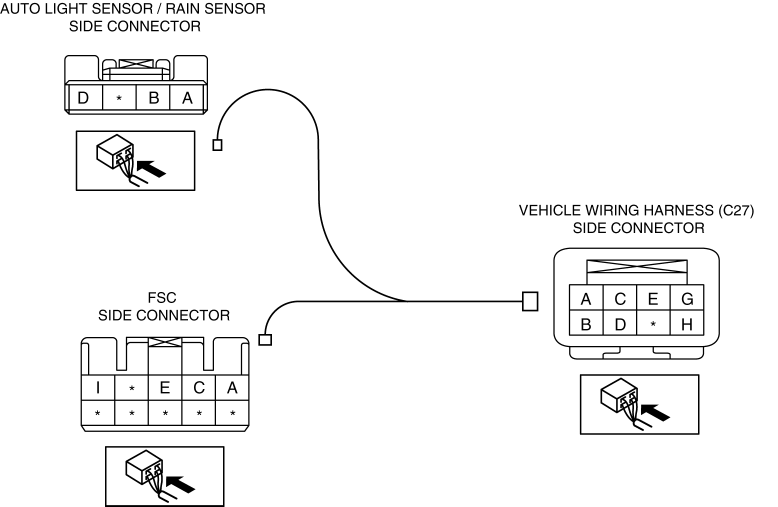 AUTO LIGHT SENSOR / RAIN SENSOR
SIDE CONNECTOR
D * B A
VEHICLE WIRING HARNESS (C27)
SIDE CONNECTOR
A C E G
B D * H
FSC
SIDE CONNECTOR
I * E C A
* * * * *